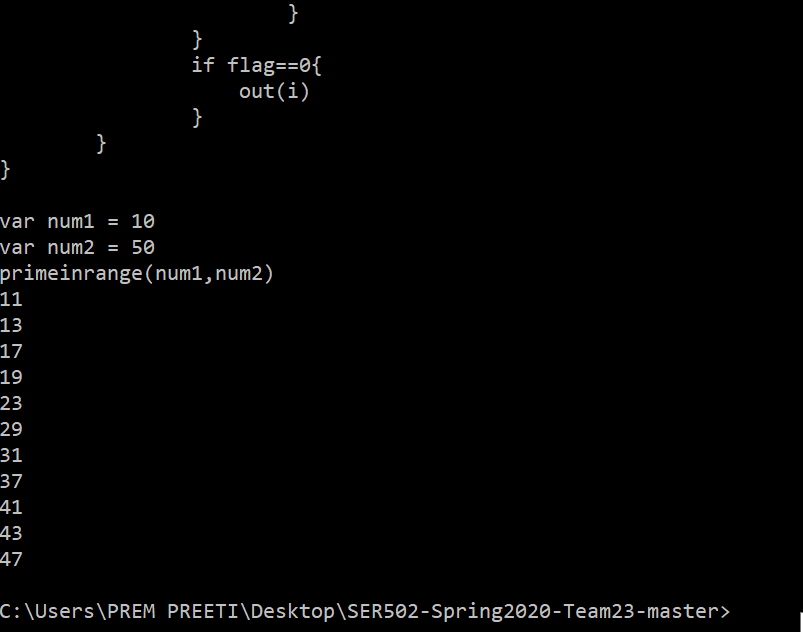 }
}
if flag==0{
out(i)
}
}
}
var num1 = 10
var num2 = 50
primeinrange(num1,num2)
11
13
17
19
23
29
31
37
41
43
47
C:\Users\PREM PREETI\Desktop\SER502-Spring2020-Team23-master>